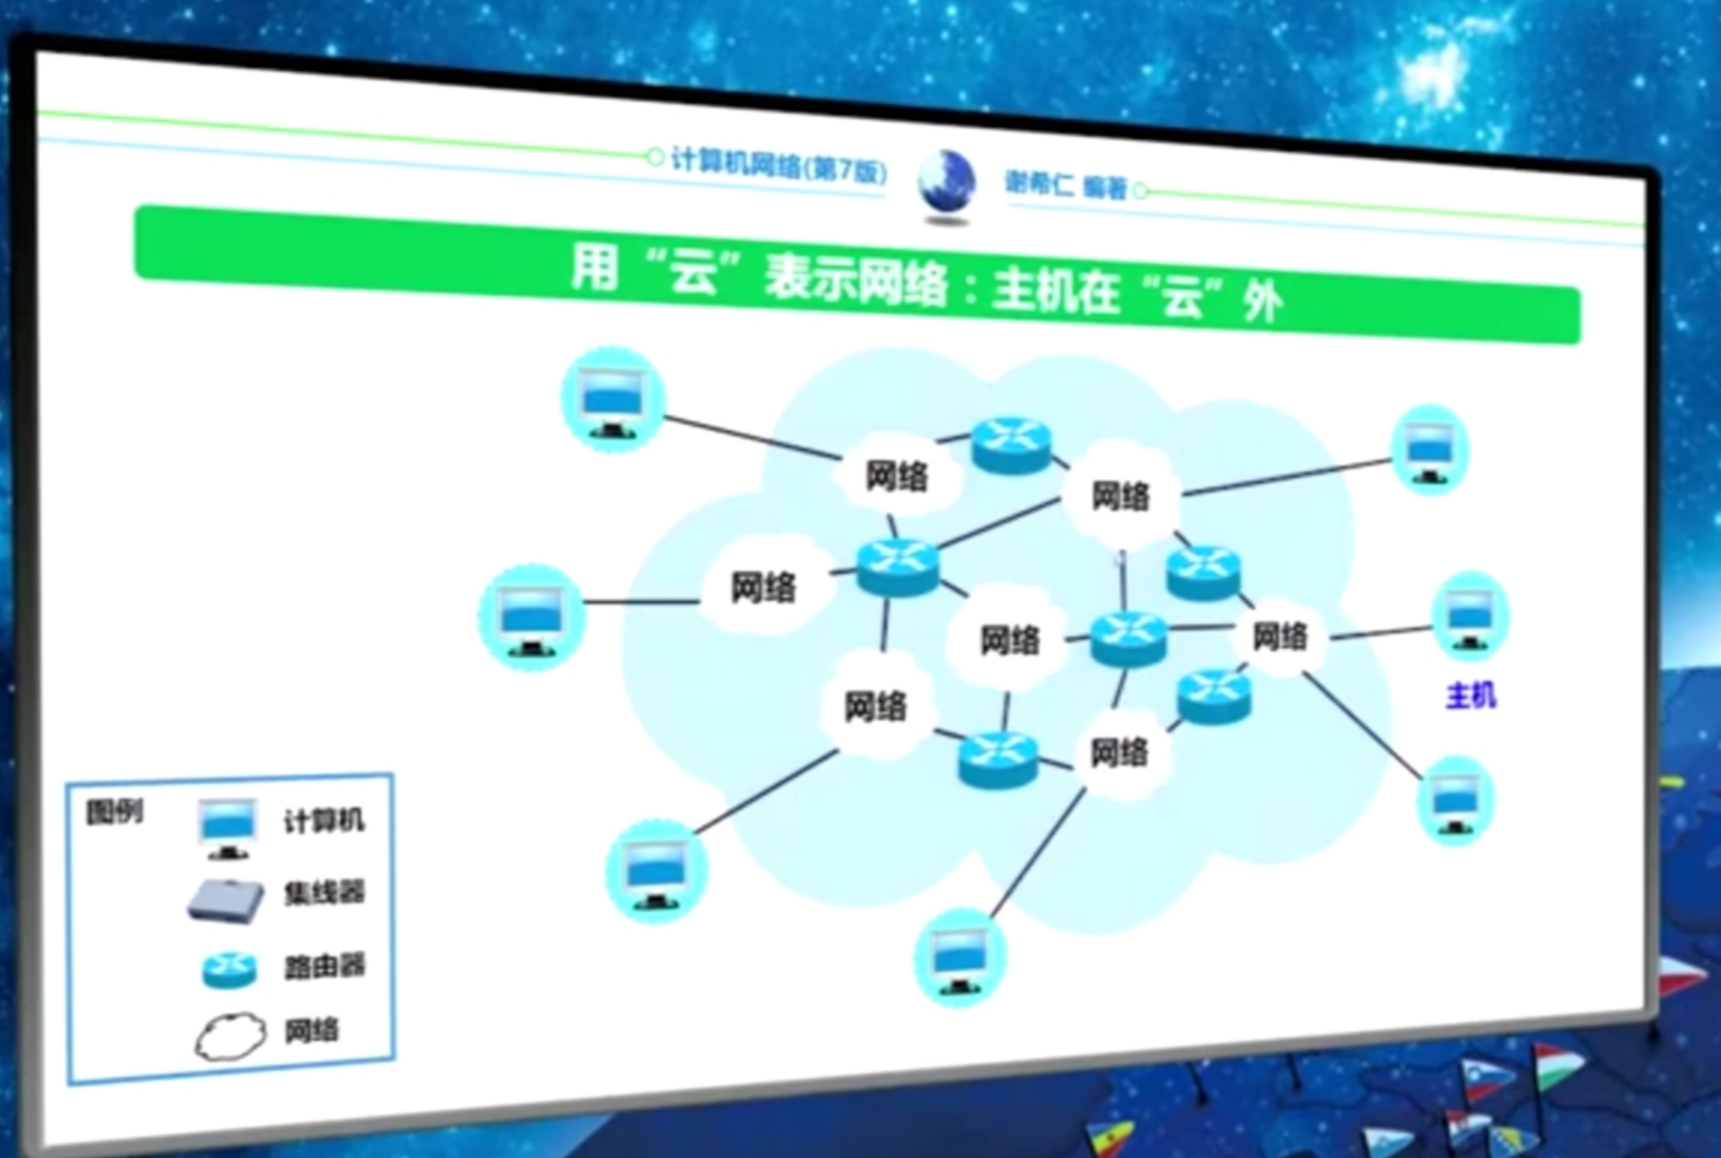 计算机网络(第7版)
谢希仁 编著
用 “云” 表示网络：主机在 “云” 外
网络
网络
网络
网络
网络
网络
网络
主机
图例
计算机
集线器
路由器
网络